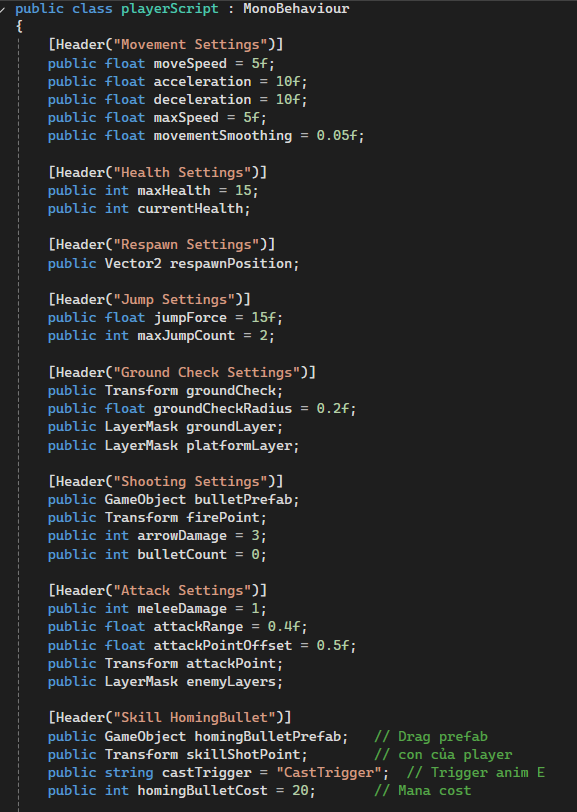 public class playerScript : MonoBehaviour
{
[Header("Movement Settings")]
public float moveSpeed = 5f;
public float acceleration = 10f;
public float deceleration = 10f;
public float maxSpeed = 5f;
public float movementSmoothing = 0.05f;
[Header("Health Settings")]
public int maxHealth = 15;
public int currentHealth;
[Header("Respawn Settings")]
public Vector2 respawnPosition;
[Header("Jump Settings")]
public float jumpForce = 15f;
public int maxJumpCount = 2;
[Header("Ground Check Settings")]
public Transform groundCheck;
public float groundCheckRadius = 0.2f;
public LayerMask groundLayer;
public LayerMask platformLayer;
[Header("Shooting Settings")]
public GameObject bulletPrefab;
public Transform firePoint;
public int arrowDamage = 3;
public int bulletCount = 0;
[Header("Attack Settings")]
public int meleeDamage = 1;
public float attackRange = 0.4f;
public float attackPointOffset = 0.5f;
public Transform attackPoint;
public LayerMask enemyLayers;
[Header("Skill HomingBullet")]
public GameObject homingBulletPrefab;   // Drag prefab
public Transform skillShotPoint;        // con của player
public string castTrigger = "CastTrigger";  // Trigger anim E
public int homingBulletCost = 20;       // Mana cost